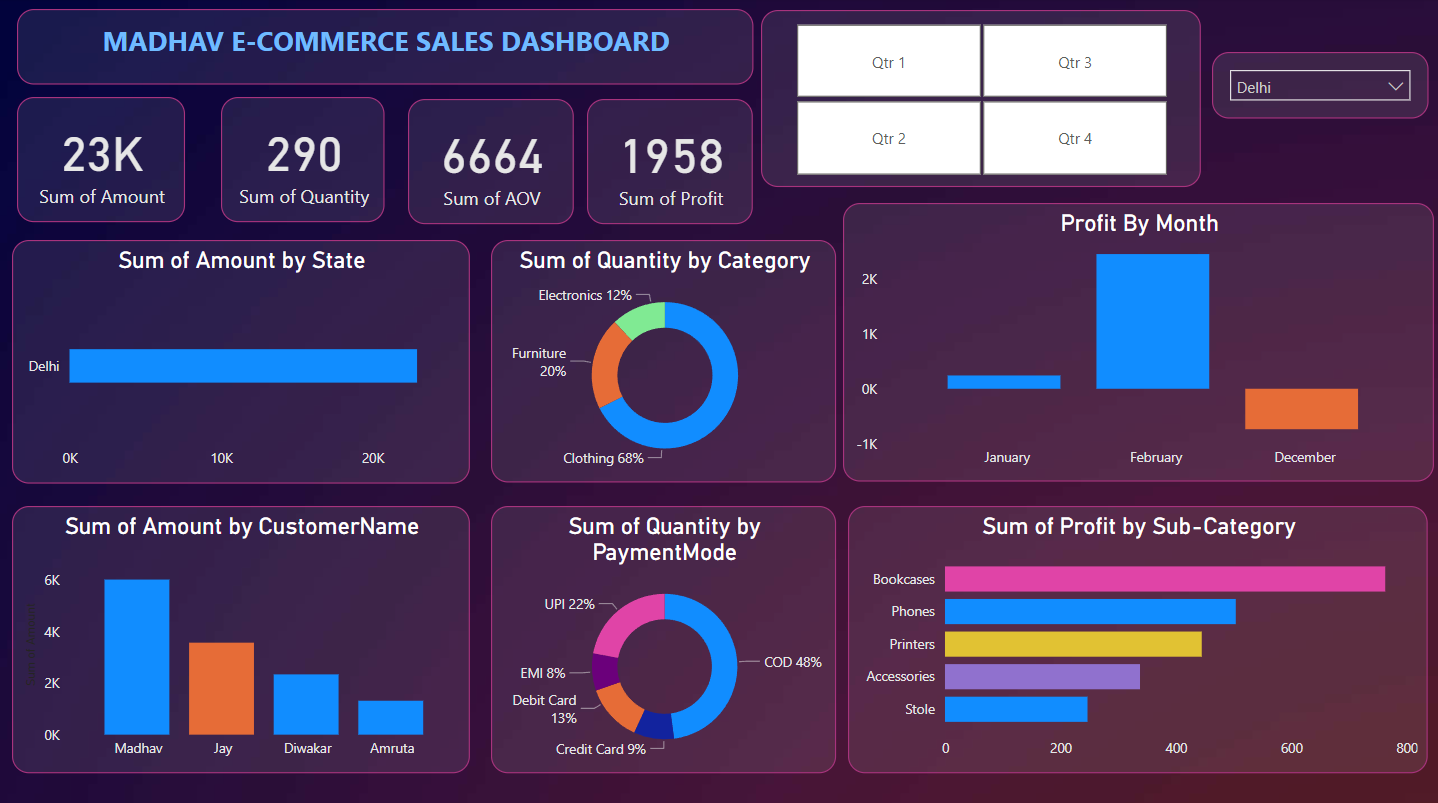 MADHAV E-COMMERCE SALES DASHBOARD
Qtr 1
Qtr 3
Qtr 2
Qtr 4
Delhi
23K
Sum of Amount
290
Sum of Quantity
6664
Sum of AOV
1958
Sum of Profit
Sum of Amount by State
Delhi
0K
10K
20K
Sum of Quantity by Category
Electronics 12%
Furniture
20%
Clothing 68%
Profit By Month
2K
1K
0K
-1K
January
February
December
Sum of Amount by CustomerName
6K
4K
2K
0K
Madhav
Jay
Diwakar
Amruta
Sum of Quantity by
PaymentMode
UPI 22%
EMI 8%
Debit Card
13%
Credit Card 9%
COD 48%
Sum of Profit by Sub-Category
Bookcases
Phones
Printers
Accessories
Stole
0
200
400
600
800